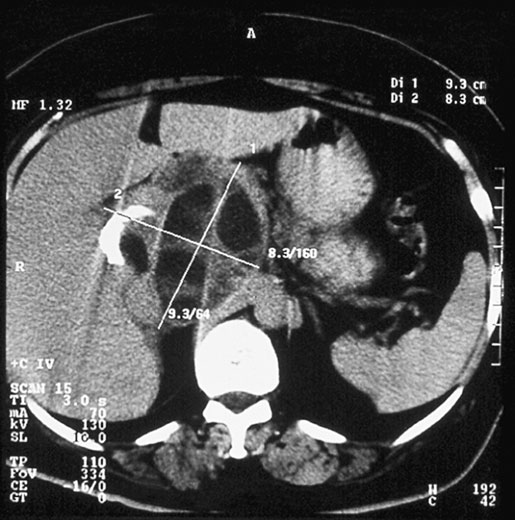 A
Di 1 9.3 cm
Di 2 8.3 cm
MF 1.32
1
2
8.3/160
R
9.3/64
+C IV
SCAN 15
TI 3.0 s
mA 70
kV 130
SL 10.0
TP 110
FoV 334
CE -16/0
GT 0
W 192
C 42